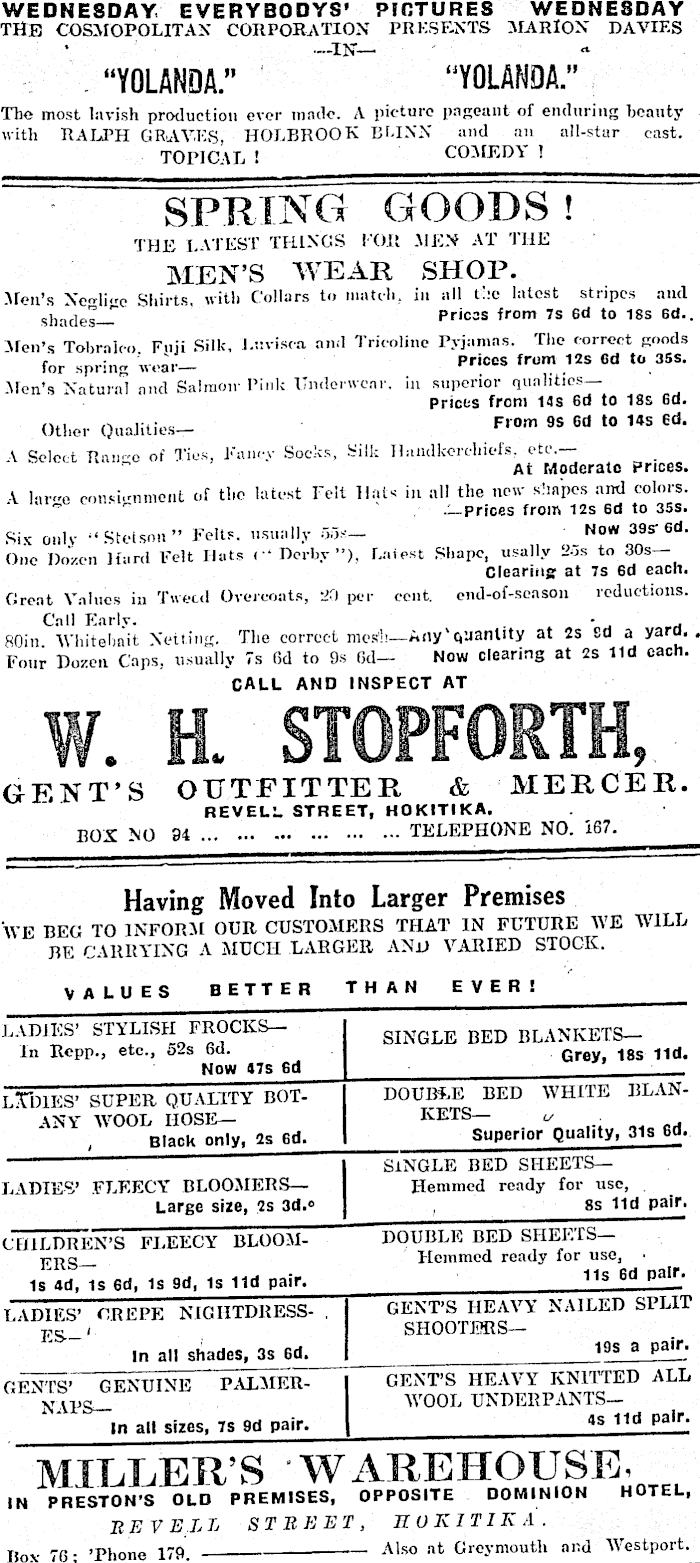 WEDNESDAY. EVERYBODYS' PICTURES WEDNESDAY
THE COSMOPOLITAN CORPORATION PRESENTS MARION DAVIES
—IN—
"YOLANDA." "YOLANDA."
The most lavish production ever made. A picture pageant of enduring beauty
with RALPH GRAVES, HOLBROOK BLINN and an all-star cast.
TOPICAL ! COMEDY !
SPRING GOODS !
THE LATEST THINGS FOR MEN AT THE
MEN'S WEAR SHOP.
Men's Neglige Shirts, with Collars to match, in all the latest stripes and
shades— Prices from 7s 6d to 18s 6d.
Men's Tobralco, Fuji Silk, Luvisca and Tricoline Pyjamas. The correct goods
for spring wear— Prices from 12s 6d to 35s.
Men's Natural and Salmon Pink Underwear, in superior qualities—
Prices from 14s 6d to 18s 6d.
Other Qualities— From 9s 6d to 14s 6d.
A Select Range of Ties, Fancy Socks, Silk Handkerchiefs, etc.—
At Moderate Prices.
A large consignment of the latest Felt Hats in all the new shapes and colors.
—Prices from 12s 6d to 35s.
Six only "Stetson" Felts, usually 55s— Now 39s 6d.
One Dozen Hard Felt Hats ("Derby"), Latest Shape, usally 25s to 30s—
Clearing at 7s 6d each.
Great Values in Tweed Overcoats, 20 per cent. end-of-season reductions.
Call Early.
80in. Whitebait Netting. The correct mesh—Any quantity at 2s 9d a yard.
Four Dozen Caps, usually 7s 6d to 9s 6d— Now clearing at 2s 11d each.
CALL AND INSPECT AT
W. H. STOPFORTH,
GENT'S OUTFITTER & MERCER.
REVELL STREET, HOKITIKA.
BOX NO 94 ... ... ... ... ... ... TELEPHONE NO. 167.
Having Moved Into Larger Premises
WE BEG TO INFORM OUR CUSTOMERS THAT IN FUTURE WE WILL
BE CARRYING A MUCH LARGER AND VARIED STOCK.
VALUES BETTER THAN EVER!
LADIES' STYLISH FROCKS—
In Repp., etc., 52s 6d.
Now 47s 6d
LADIES' SUPER QUALITY BOT-
ANY WOOL HOSE—
Black only, 2s 6d.
LADIES' FLEECY BLOOMERS—
Large size, 2s 3d.
CHILDREN'S FLEECY BLOOM-
ERS—
1s 4d, 1s 6d, 1s 9d, 1s 11d pair.
LADIES' CREPE NIGHTDRESS-
ES—
In all shades, 3s 6d.
GENTS' GENUINE PALMER-
NAPS—
In all sizes, 7s 9d pair.
SINGLE BED BLANKETS—
Grey, 18s 11d.
DOUBLE BED WHITE BLAN-
KETS—
Superior Quality, 31s 6d.
SINGLE BED SHEETS—
Hemmed ready for use,
8s 11d pair.
DOUBLE BED SHEETS—
Hemmed ready for use,
11s 6d pair.
GENT'S HEAVY NAILED SPLIT
SHOOTERS—
19s a pair.
GENT'S HEAVY KNITTED ALL
WOOL UNDERPANTS—
4s 11d pair.
MILLER'S WAREHOUSE,
IN PRESTON'S OLD PREMISES, OPPOSITE DOMINION HOTEL,
REVELL STREET, HOKITIKA.
Box 76; 'Phone 179. ——— Also at Greymouth and Westport.